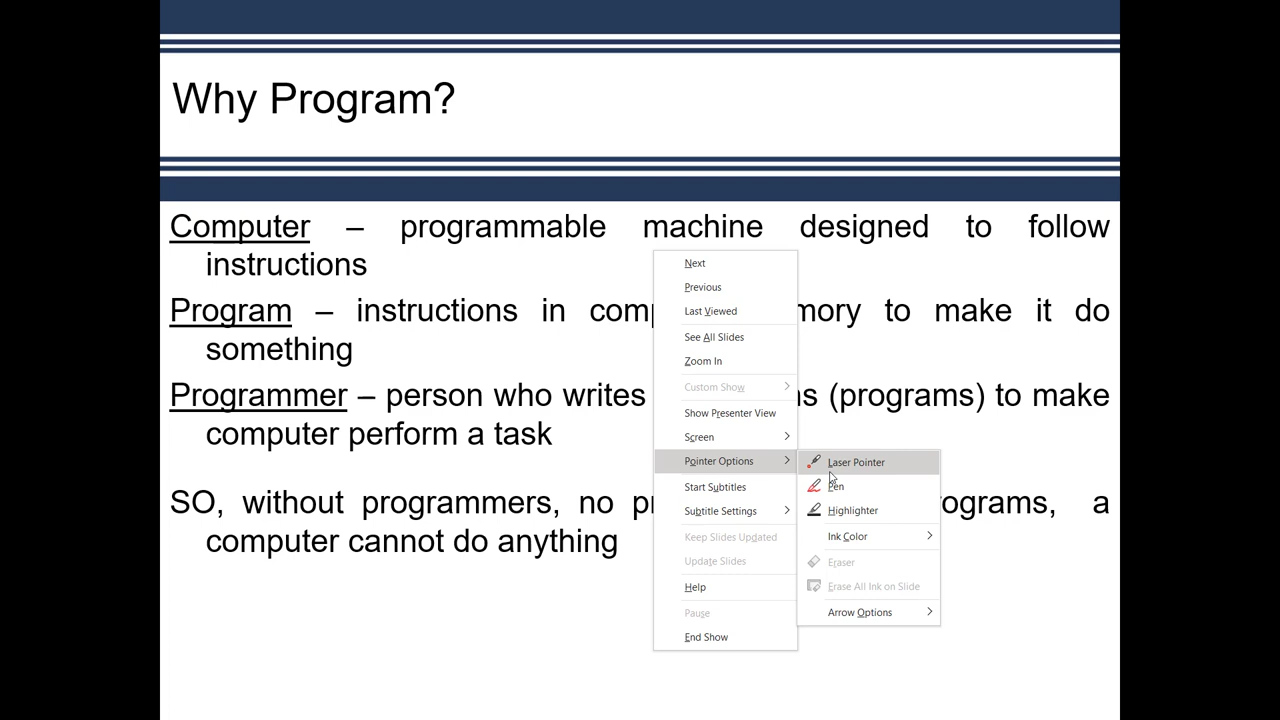 Why Program?
Computer – programmable machine designed to follow
instructions
Program – instructions in comp mory to make it do
something
Programmer – person who writes s (programs) to make
computer perform a task
SO, without programmers, no pr ograms, a
computer cannot do anything
Next
Previous
Last Viewed
See All Slides
Zoom In
Custom Show
Show Presenter View
Screen
Pointer Options
Start Subtitles
Subtitle Settings
Keep Slides Updated
Update Slides
Help
Pause
End Show
Laser Pointer
Pen
Highlighter
Ink Color
Eraser
Erase All Ink on Slide
Arrow Options